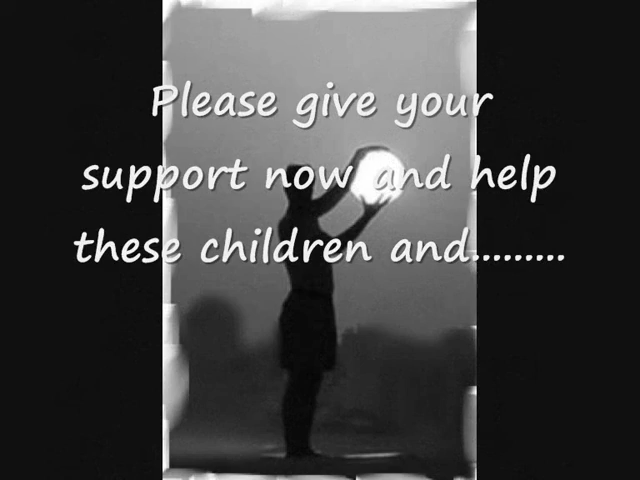 Please give your
support now and help
these children and.........